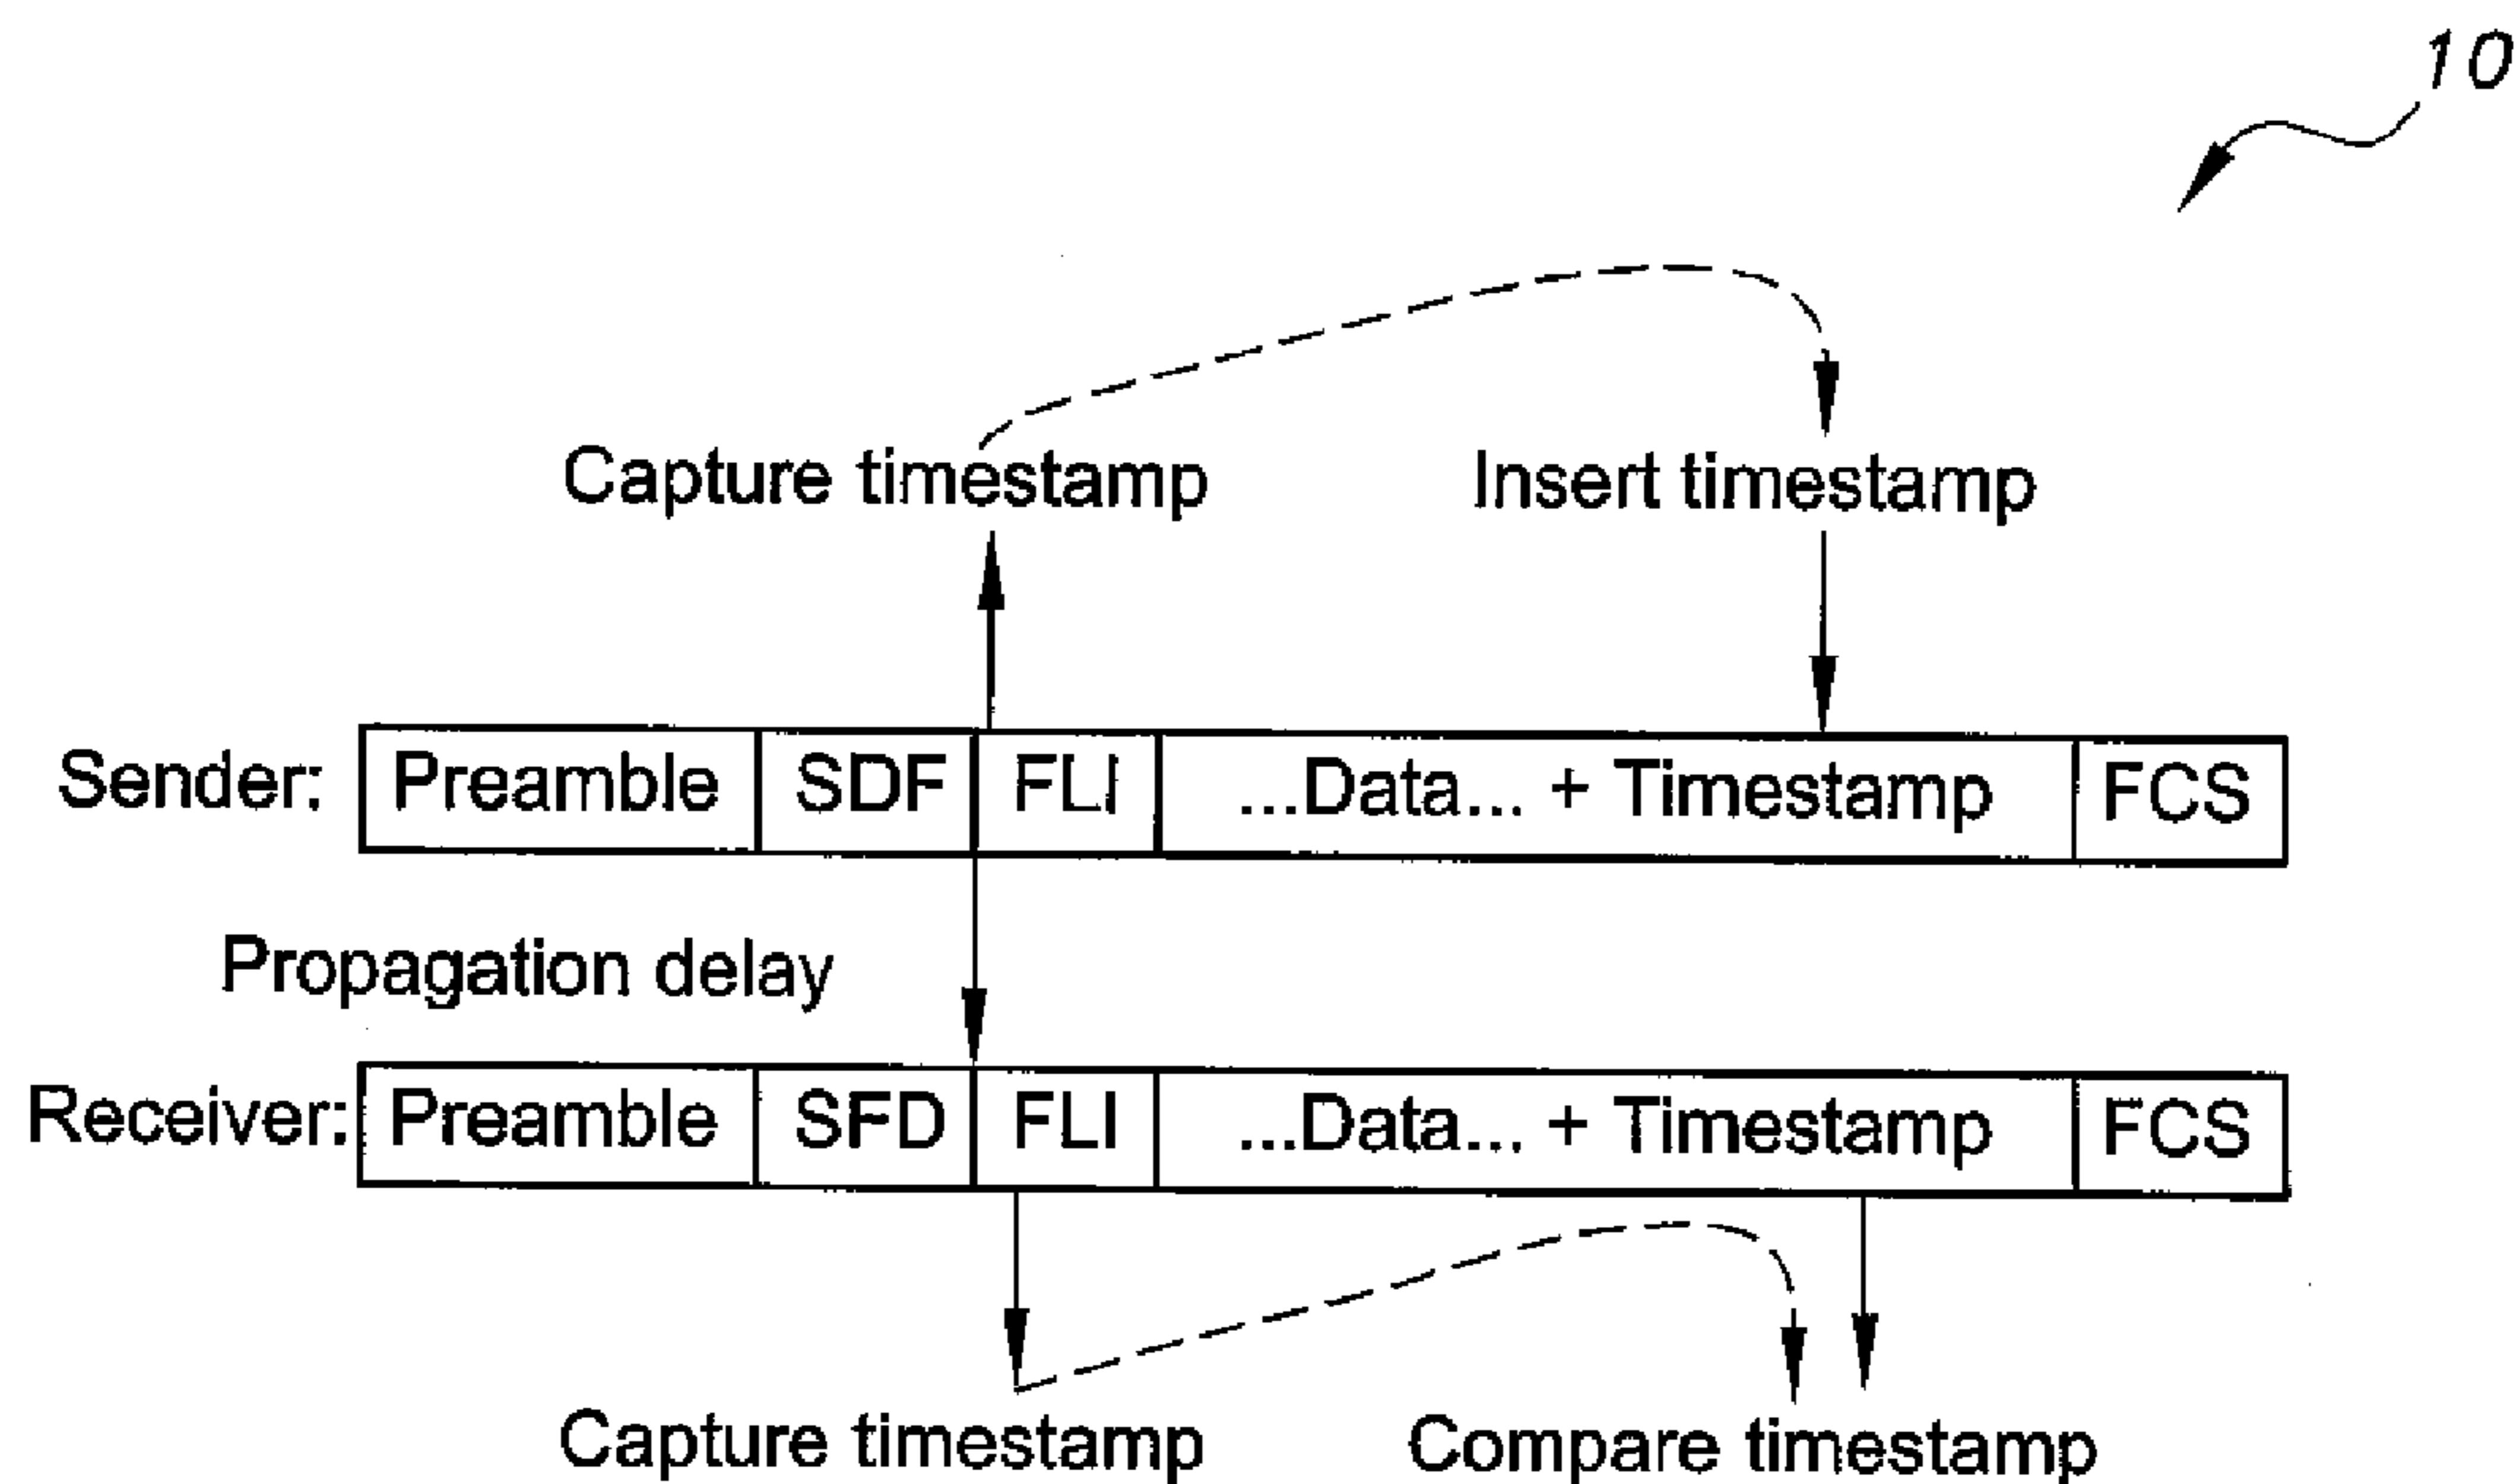 10
Capture timestamp Insert timestamp
Sender: Preamble SDF FLI ...Data... + Timestamp FCS
Propagation delay
Receiver: Preamble SFD FLI ...Data... + Timestamp FCS
Capture timestamp Compare timestamp